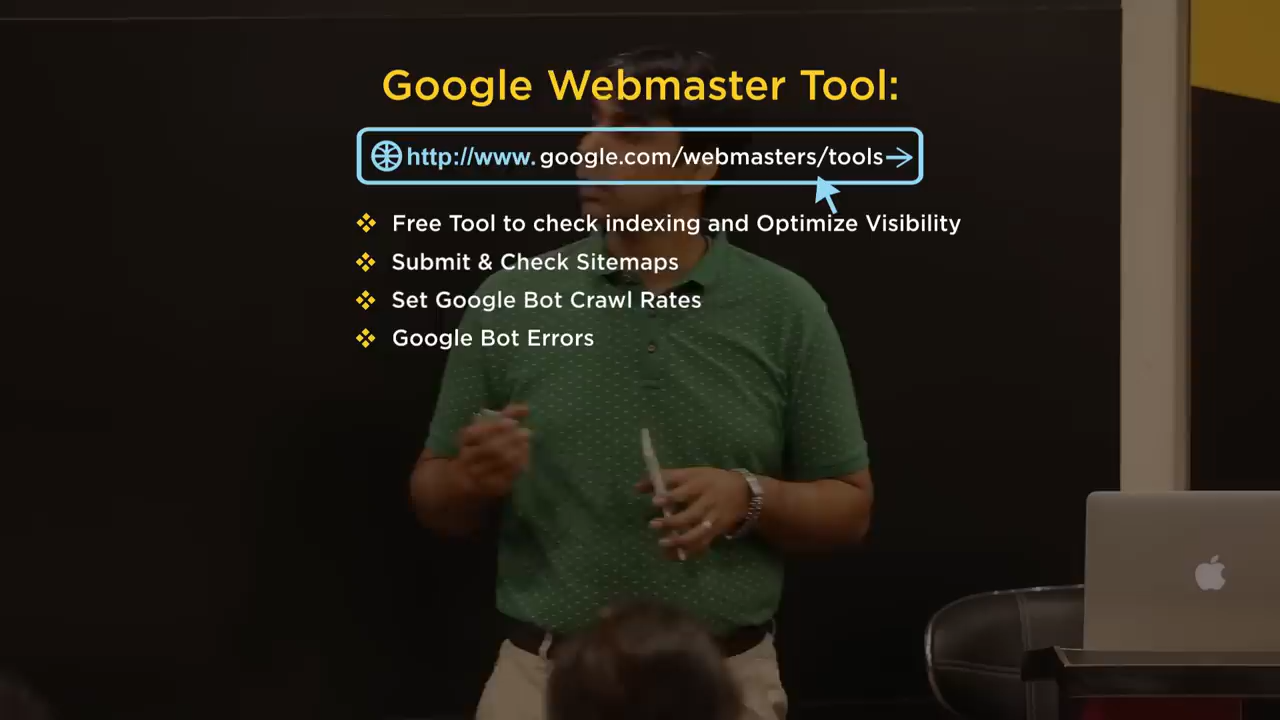 Google Webmaster Tool:
http://www. google.com/webmasters/tools
Free Tool to check indexing and Optimize Visibility
Submit & Check Sitemaps
Set Google Bot Crawl Rates
Google Bot Errors